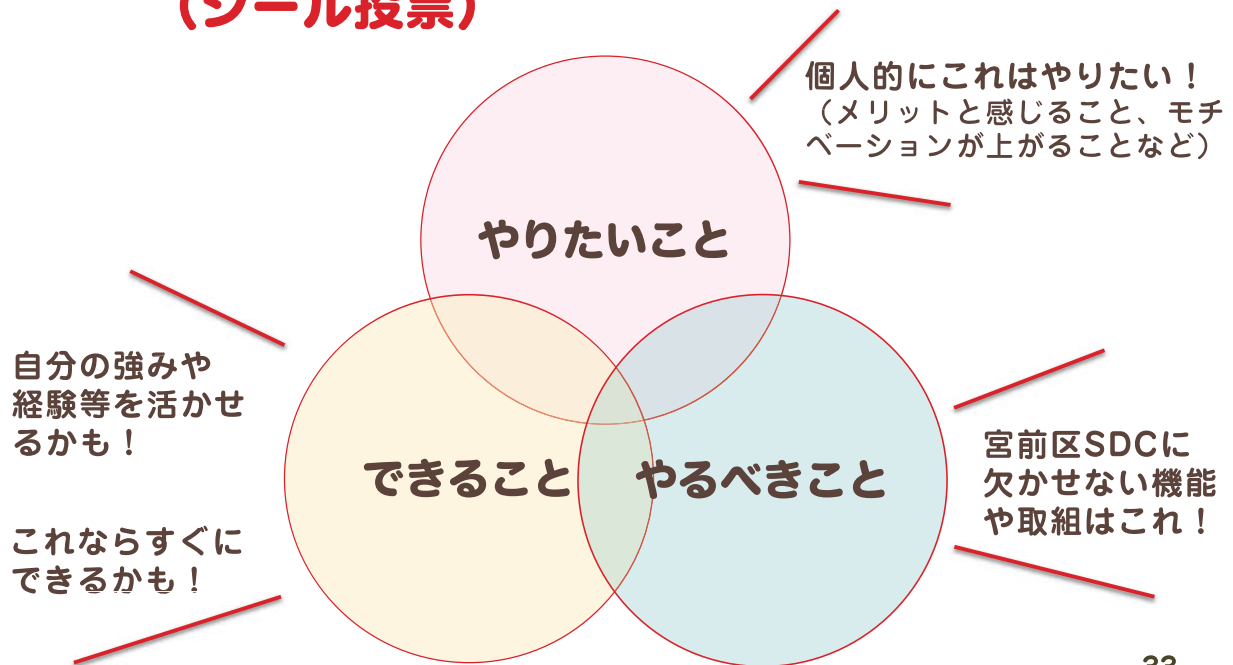 （シール投票）
個人的にこれはやりたい！
（メリットと感じること、モチ
ベーションが上がることなど）
やりたいこと
自分の強みや
経験等を活かせ
るかも！
これならすぐに
できるかも！
できること
やるべきこと
宮前区SDCに
欠かせない機能
や取組はこれ！